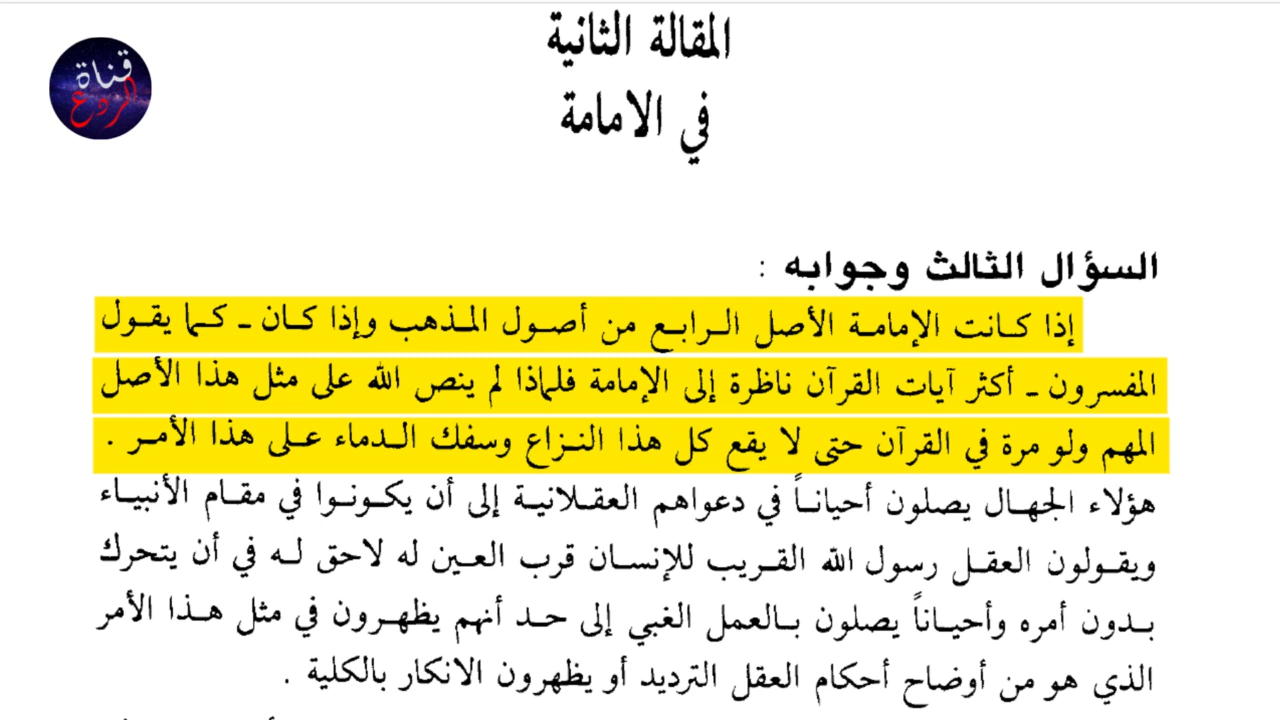 المقالة الثانية
قناة
الردع
في الامامة
السؤال الثالث وجوابه :
إذا كانت الإمامة الأصل الرابع من أصول المذهب وإذا كان ـ كما يقول
المفسرون ـ أكثر آيات القرآن ناظرة إلى الإمامة فلماذا لم ينص الله على مثل هذا الأصل
المهم ولو مرة في القرآن حتى لا يقع كل هذا النزاع وسفك الدماء على هذا الأمر .
هؤلاء الجهال يصلون أحياناً في دعواهم العقلانية إلى أن يكونوا في مقام الأنبياء
ويقولون العقل رسول الله القريب للإنسان قرب العين له لاحق له في أن يتحرك
بدون أمره وأحياناً يصلون بالعمل الغبي إلى حد أنهم يظهرون في مثل هذا الأمر
الذي هو من أوضاح أحكام العقل الترديد أو يظهرون الانكار بالكلية .